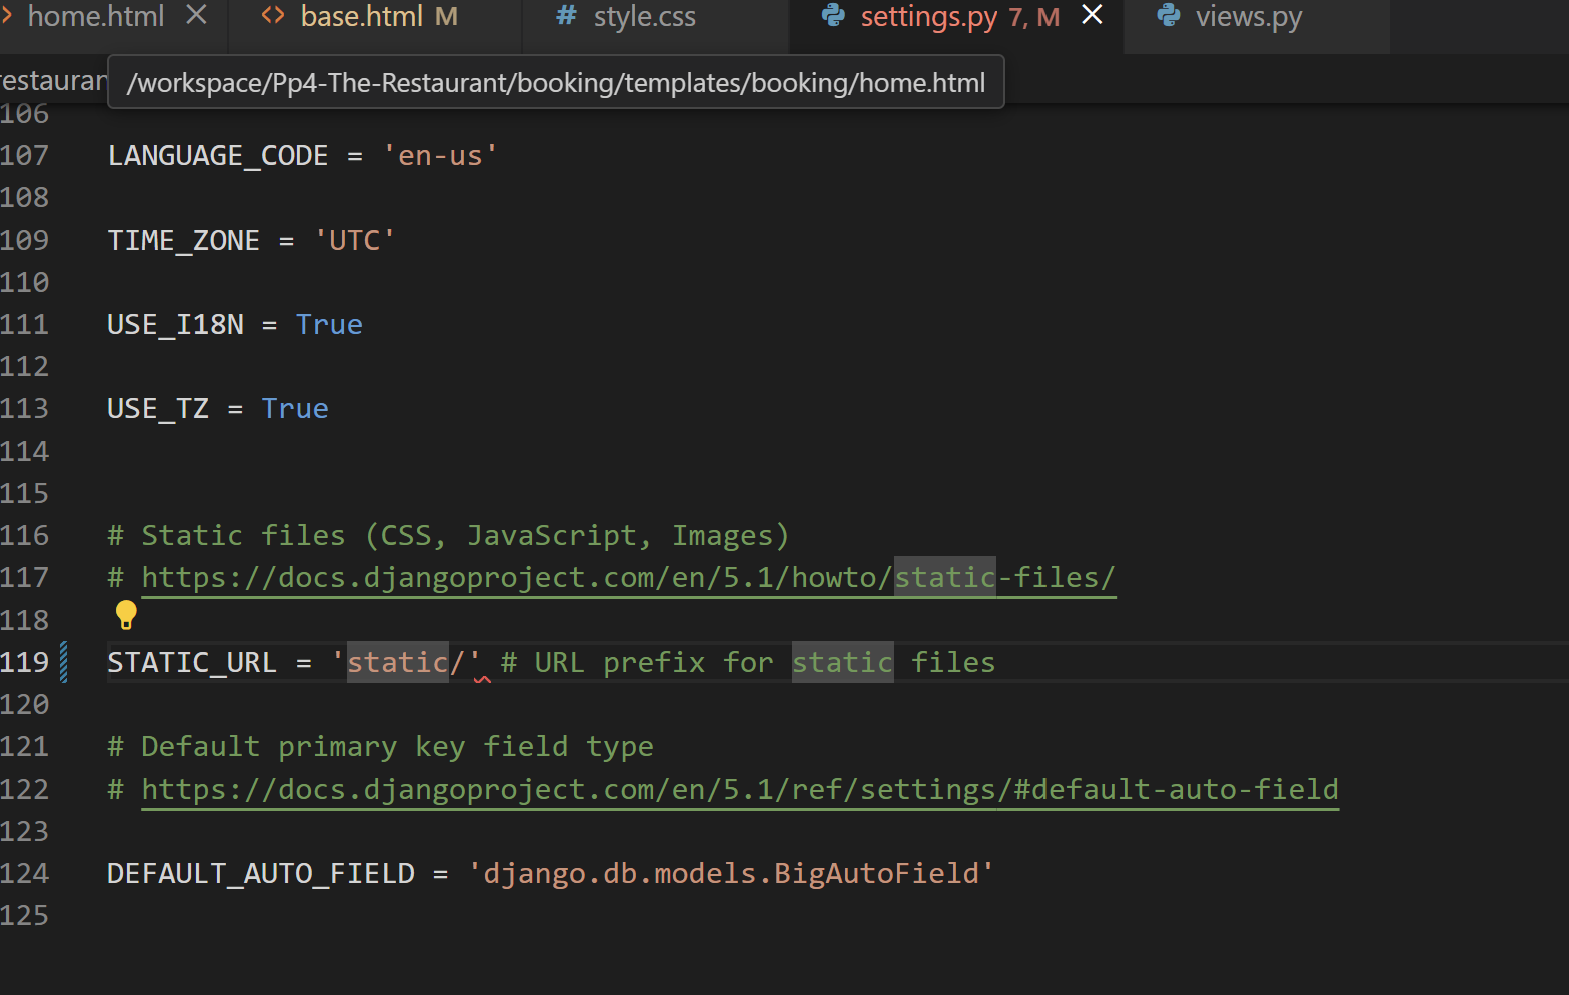 home.html
base.html M
# style.css
settings.py 7, M
views.py
/workspace/Pp4-The-Restaurant/booking/templates/booking/home.html
106
107 LANGUAGE_CODE = 'en-us'
108
109 TIME_ZONE = 'UTC'
110
111 USE_I18N = True
112
113 USE_TZ = True
114
115
116 # Static files (CSS, JavaScript, Images)
117 # https://docs.djangoproject.com/en/5.1/howto/static-files/
118
119 STATIC_URL = 'static/' # URL prefix for static files
120
121 # Default primary key field type
122 # https://docs.djangoproject.com/en/5.1/ref/settings/#default-auto-field
123
124 DEFAULT_AUTO_FIELD = 'django.db.models.BigAutoField'
125